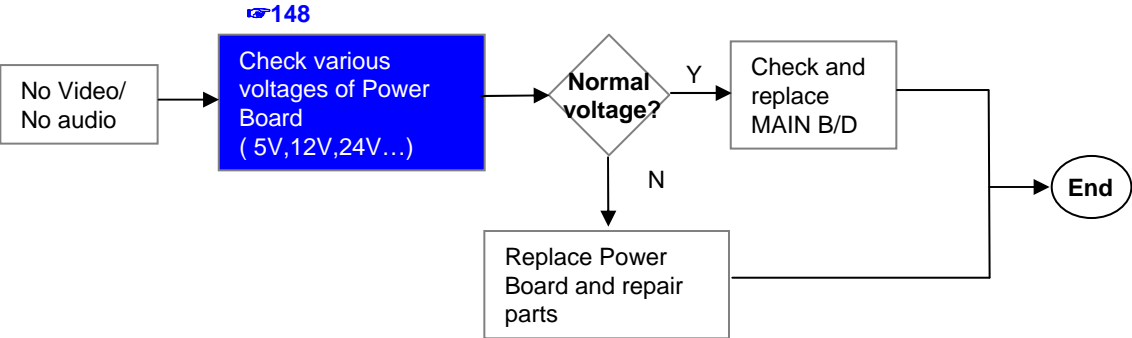 ☞148
No Video/
No audio
Check various
voltages of Power
Board
( 5V,12V,24V…)
Normal
voltage?
Y
Check and
replace
MAIN B/D
N
Replace Power
Board and repair
parts
End